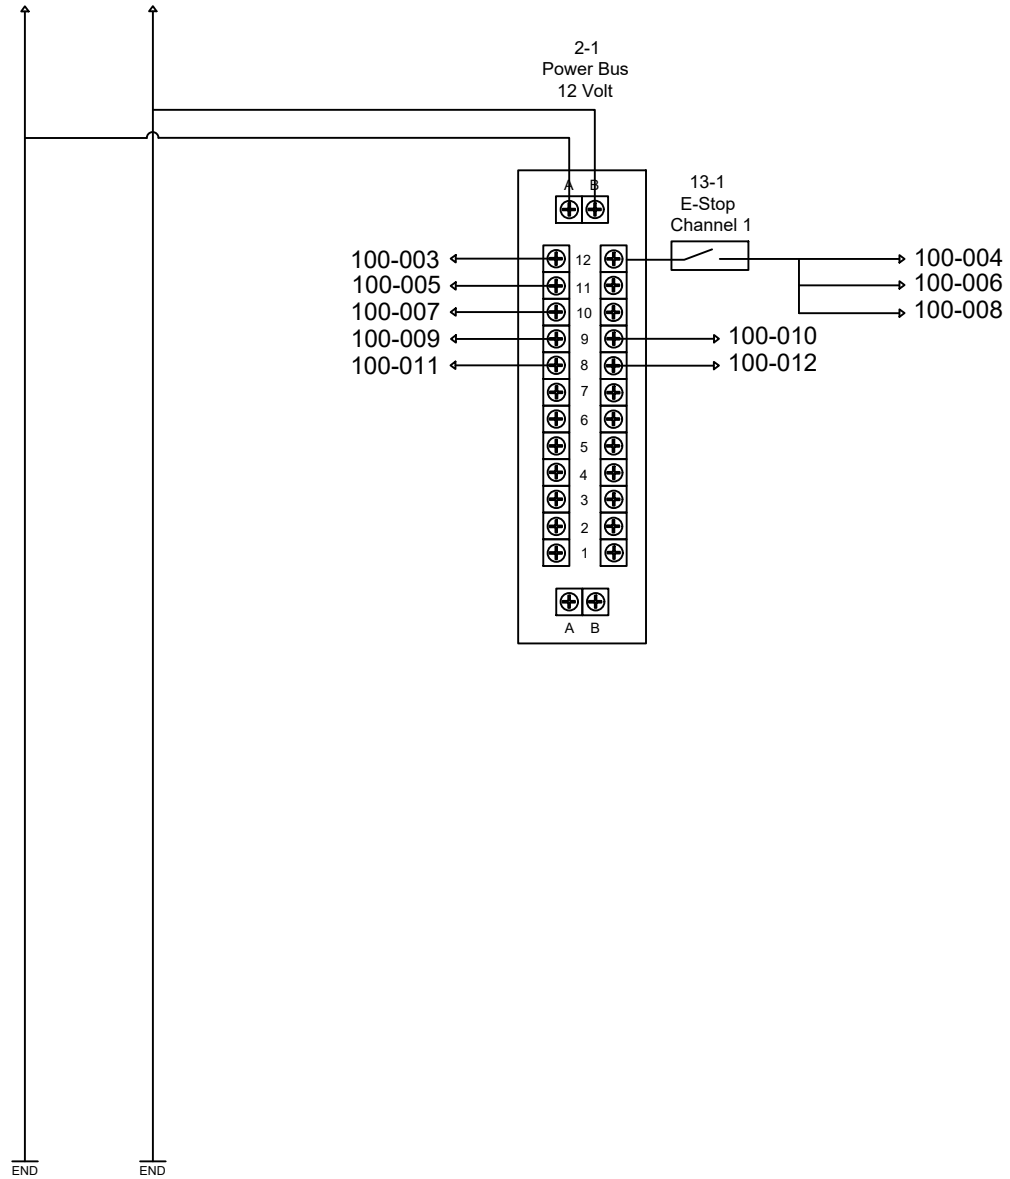 2-1
Power Bus
12 Volt
A B
13-1
E-Stop
Channel 1
100-003 12 100-004
100-005 11 100-006
100-007 10 100-008
100-009 9 100-010
100-011 8 100-012
7
6
5
4
3
2
1
A B
END END